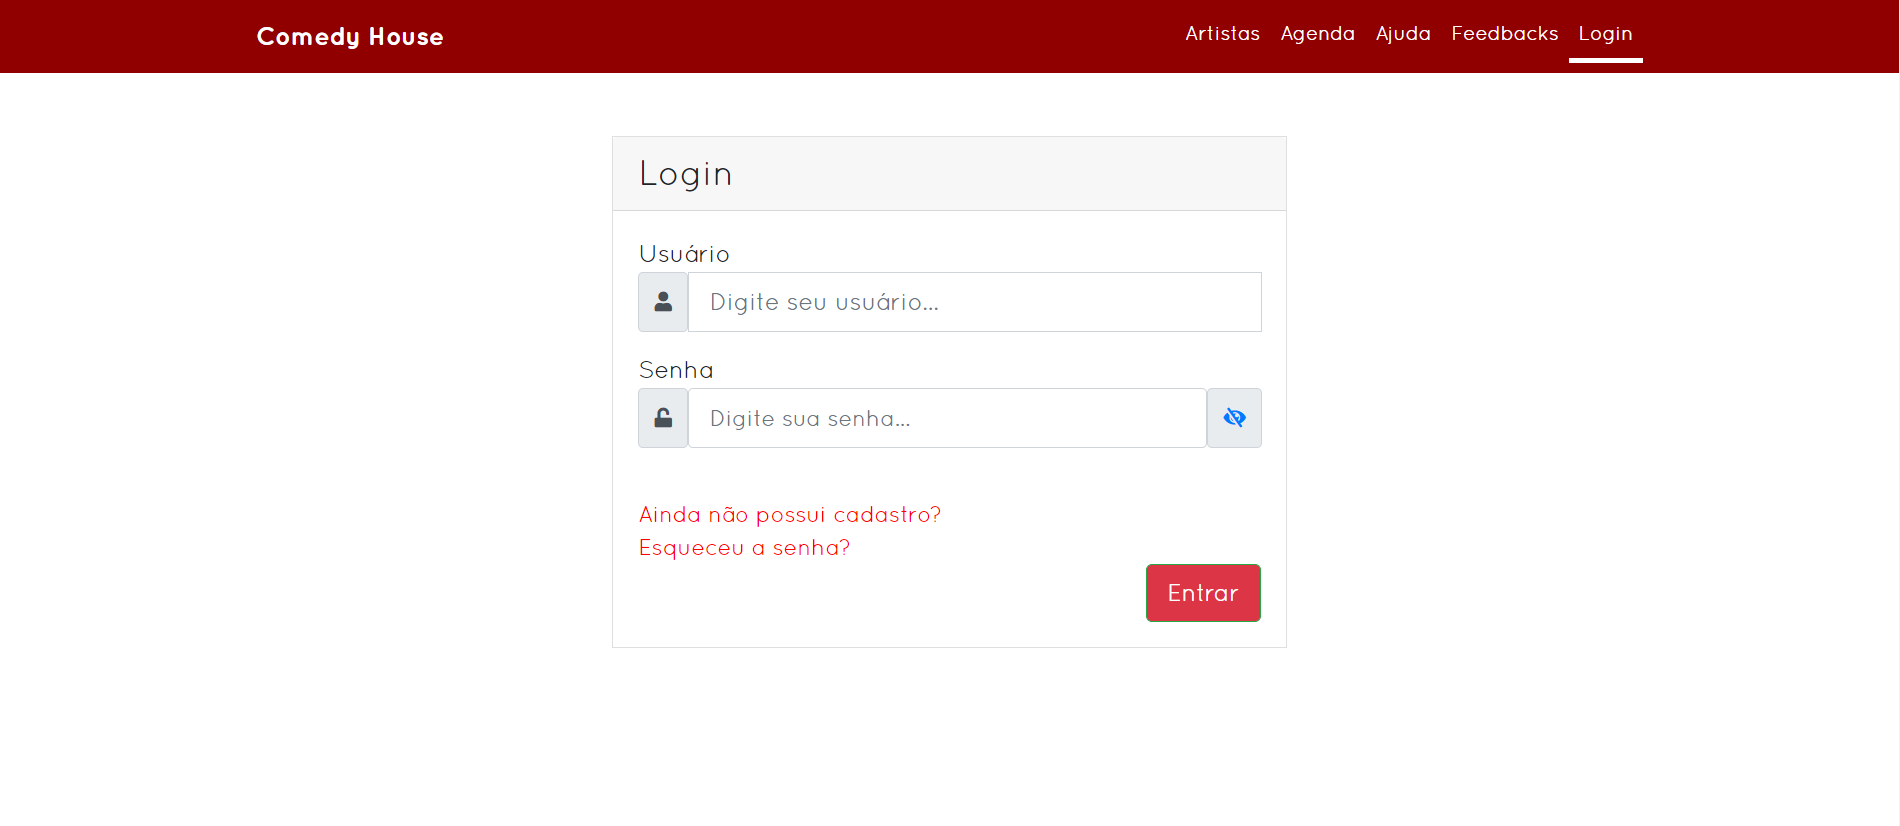 Comedy House
Artistas Agenda Ajuda Feedbacks Login
Login
Usuário
Digite seu usuário...
Senha
Digite sua senha...
Ainda não possui cadastro?
Esqueceu a senha?
Entrar